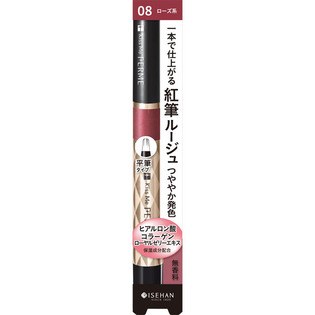 08 ローズ系
一本で仕上がる
紅筆ルージュ
つややか発色
Kiss Me FERME
平筆
タイプ
Kiss Me FE
ヒアルロン酸
コラーゲン
ローヤルゼリーエキス
保湿成分配合
無香料
ISEHAN